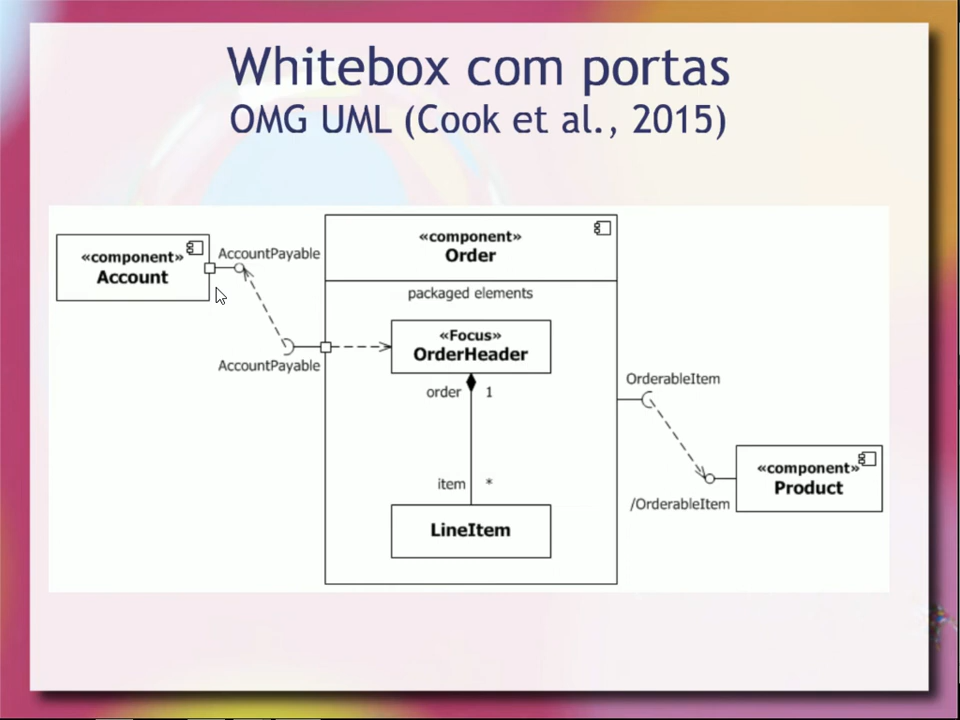 Whitebox com portas
OMG UML (Cook et al., 2015)
«component»
Account
AccountPayable
AccountPayable
«component»
Order
packaged elements
«Focus»
OrderHeader
order 1
item *
LineItem
OrderableItem
/OrderableItem
«component»
Product